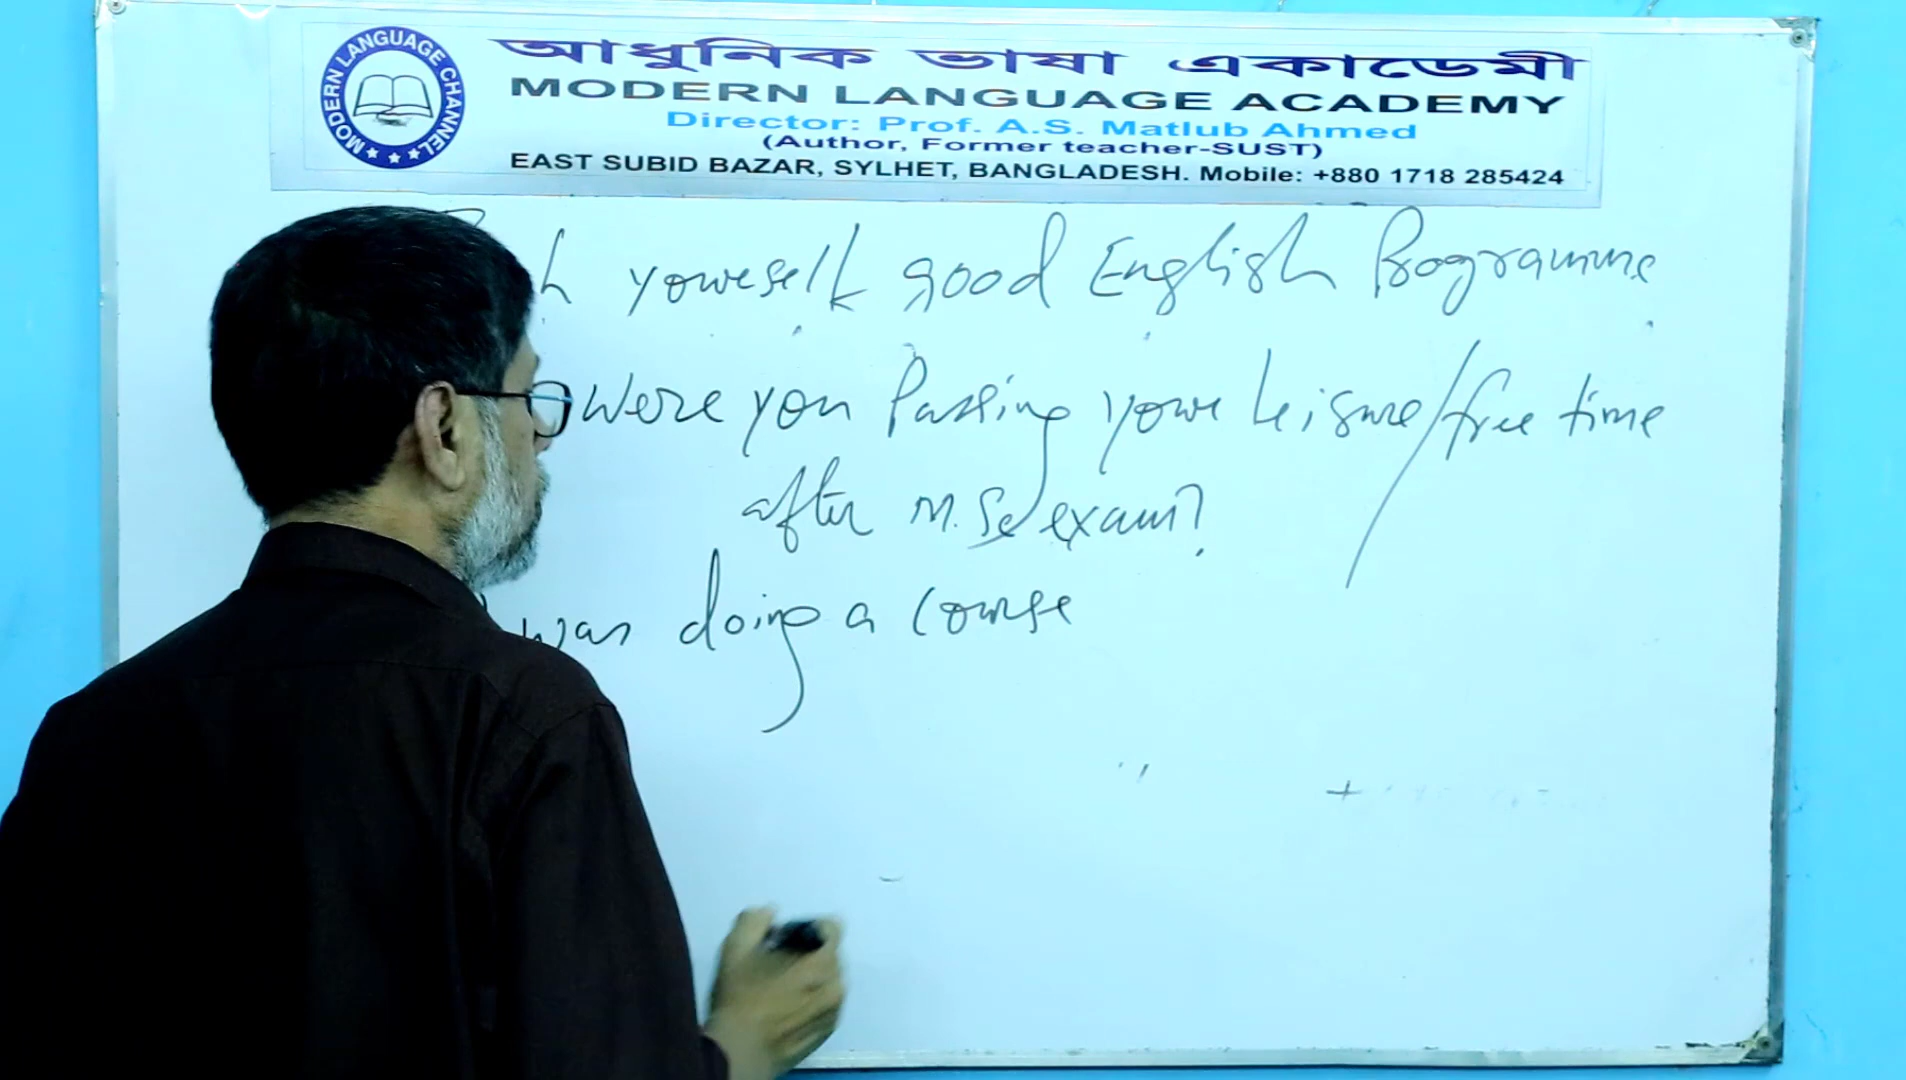 MODERN LANGUAGE CHANNEL
আধুনিক ভাষা একাডেমী
MODERN LANGUAGE ACADEMY
Director: Prof. A.S. Matlub Ahmed
(Author, Former teacher-SUST)
EAST SUBID BAZAR, SYLHET, BANGLADESH. Mobile: +880 1718 285424
h yourself good English Programme
were you Passing your Leisure/free time
after M.Sc exam?
was doing a course